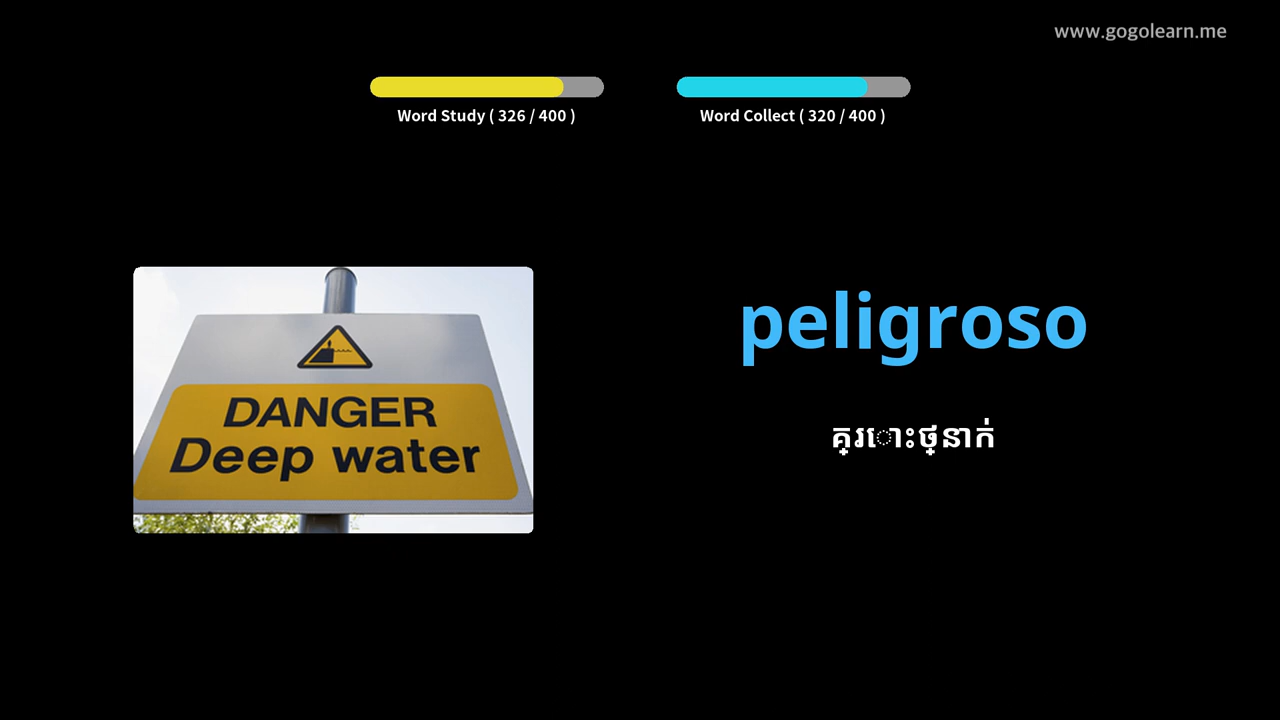 www.gogolearn.me
Word Study ( 326 / 400 )
Word Collect ( 320 / 400 )
DANGER
Deep water
peligroso
គ្រោះថ្នាក់